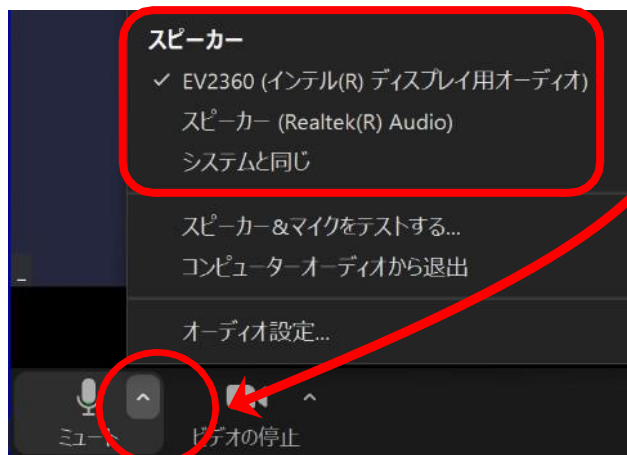 スピーカー
✓ EV2360 (インテル(R) ディスプレイ用オーディオ)
スピーカー (Realtek(R) Audio)
システムと同じ
スピーカー&マイクをテストする...
コンピューターオーディオから退出
オーディオ設定...
ミュート
ビデオの停止